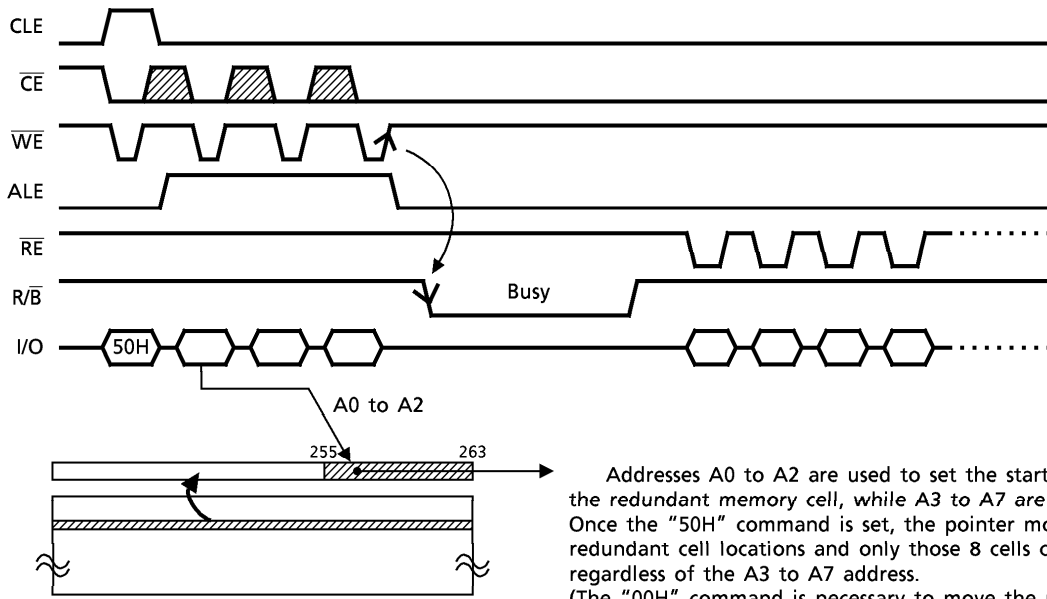 CLE
CE
WE
ALE
RE
R/B
Busy
I/O
50H
A0 to A2
255
263
Addresses A0 to A2 are used to set the start
the redundant memory cell, while A3 to A7 are
Once the "50H" command is set, the pointer mo
redundant cell locations and only those 8 cells c
regardless of the A3 to A7 address.
(The "00H" command is necessary to move the